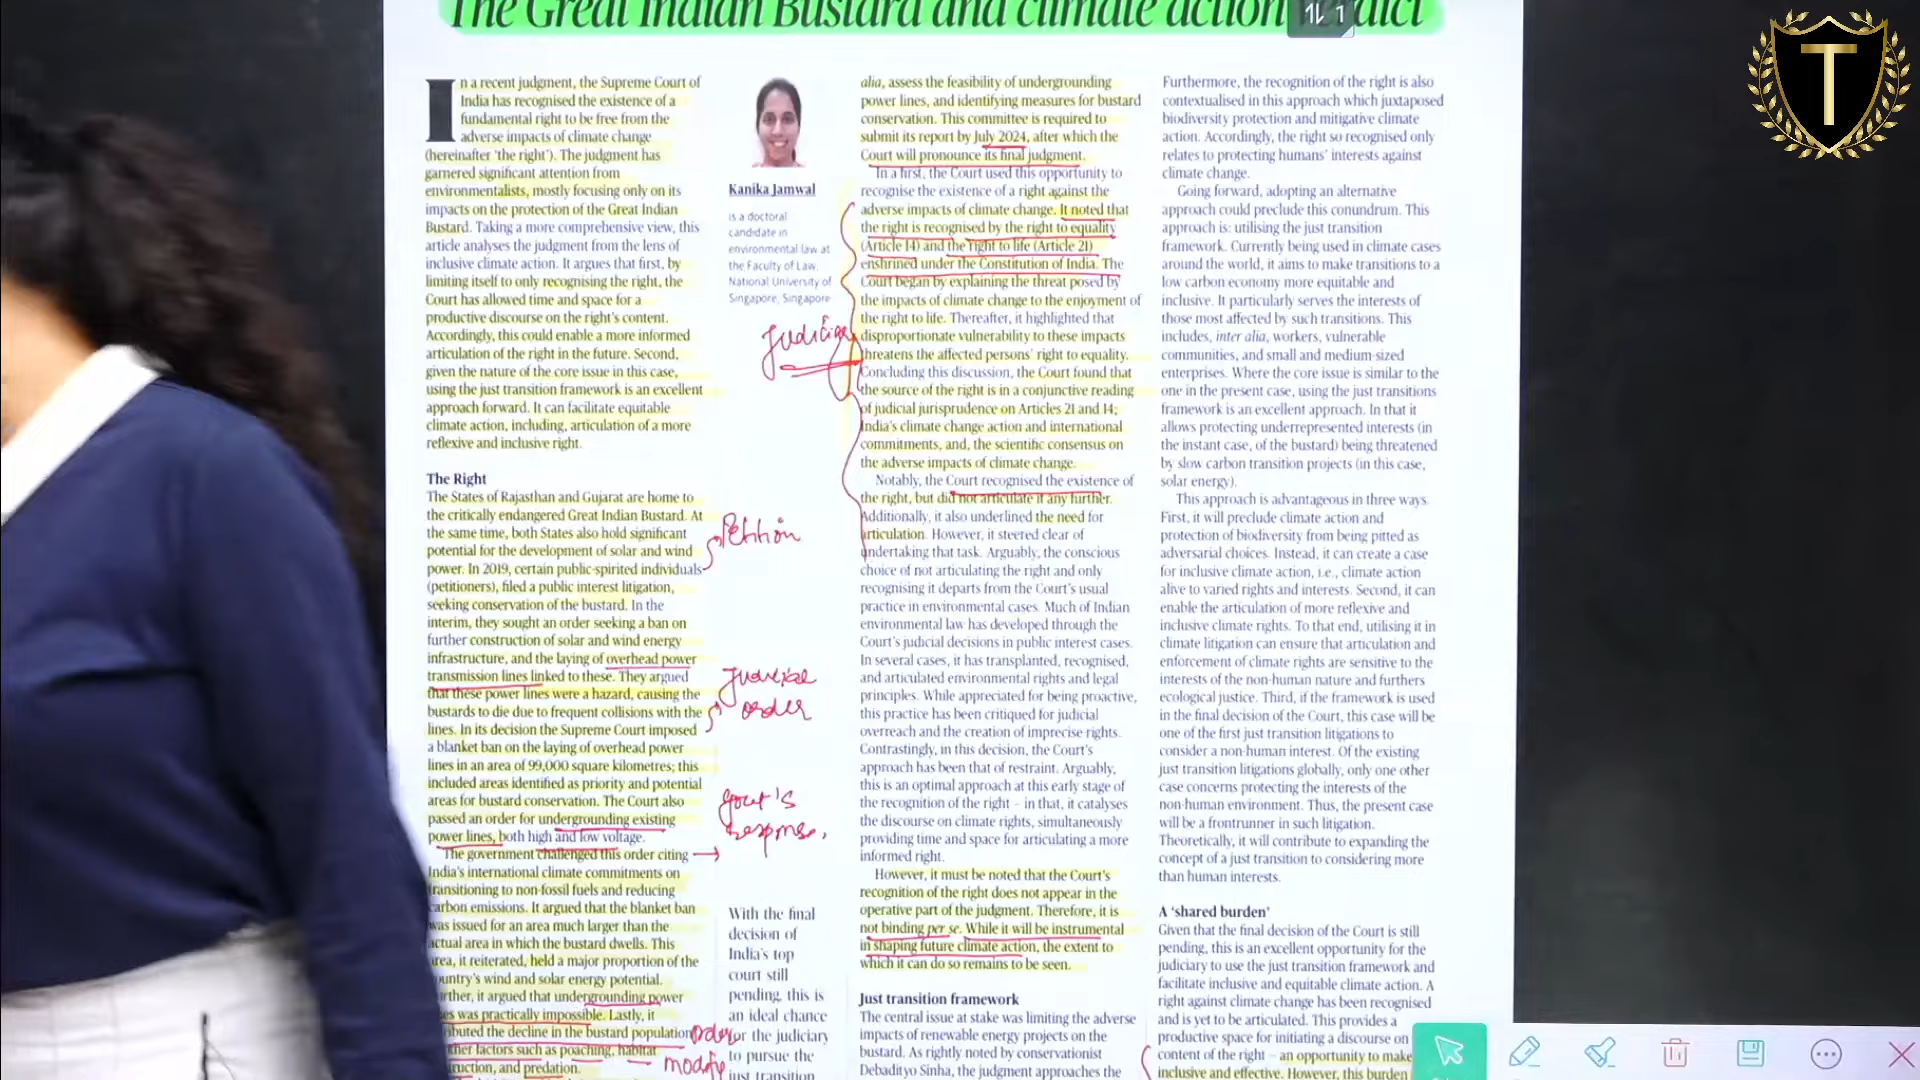 The Great Indian Bustard and climate action
1
T
In a recent judgment, the Supreme Court of
India has recognised the existence of a
fundamental right to be free from the
adverse impacts of climate change
(hereinafter ‘the right’). The judgment has
garnered significant attention from
environmentalists, mostly focusing only on its
impacts on the protection of the Great Indian
Bustard. Taking a more comprehensive view, this
article analyses the judgment from the lens of
inclusive climate action. It argues that first, by
limiting itself to only recognising the right, the
Court has allowed time and space for a
productive discourse on the right's content.
Accordingly, this could enable a more informed
articulation of the right in the future. Second,
given the nature of the core issue in this case,
using the just transition framework is an excellent
approach forward. It can facilitate equitable
climate action, including, articulation of a more
reflexive and inclusive right.
The Right
The States of Rajasthan and Gujarat are home to
the critically endangered Great Indian Bustard. At
the same time, both States also hold significant
potential for the development of solar and wind
power. In 2019, certain public-spirited individuals
(petitioners), filed a public interest litigation,
seeking conservation of the bustard. In the
interim, they sought an order seeking a ban on
further construction of solar and wind energy
infrastructure, and the laying of overhead power
transmission lines linked to these. They argued
that these power lines were a hazard, causing the
bustards to die due to frequent collisions with the
lines. In its decision the Supreme Court imposed
a blanket ban on the laying of overhead power
lines in an area of 99,000 square kilometres; this
included areas identified as priority and potential
areas for bustard conservation. The Court also
passed an order for undergrounding existing
power lines, both high and low voltage.
The government challenged this order citing
India's international climate commitments on
transitioning to non-fossil fuels and reducing
carbon emissions. It argued that the blanket ban
was issued for an area much larger than the
actual area in which the bustard dwells. This
area, it reiterated, held a major proportion of the
country's wind and solar energy potential.
Further, it argued that undergrounding power
was practically impossible. Lastly, it
the decline in the bustard population
factors such as poaching, habitat
and predation.
Kanika Jamwal
is a doctoral
candidate in
environmental law at
the Faculty of Law,
National University of
Singapore, Singapore
Petition
Judicial
order
Govt's
response,
order
modify
With the final
decision of
India's top
court still
pending, this is
an ideal chance
for the judiciary
to pursue the
just transition
alia, assess the feasibility of undergrounding
power lines, and identifying measures for bustard
conservation. This committee is required to
submit its report by July 2024, after which the
Court will pronounce its final judgment.
In a first, the Court used this opportunity to
recognise the existence of a right against the
adverse impacts of climate change. It noted that
the right is recognised by the right to equality
(Article 14) and the right to life (Article 21)
enshrined under the Constitution of India. The
Court began by explaining the threat posed by
the impacts of climate change to the enjoyment of
the right to life. Thereafter, it highlighted that
disproportionate vulnerability to these impacts
threatens the affected persons' right to equality.
Concluding this discussion, the Court found that
the source of the right is in a conjunctive reading
of judicial jurisprudence on Articles 21 and 14;
India's climate change action and international
commitments, and, the scientific consensus on
the adverse impacts of climate change.
Notably, the Court recognised the existence of
the right, but did not articulate it any further.
Additionally, it also underlined the need for
articulation. However, it steered clear of
undertaking that task. Arguably, the conscious
choice of not articulating the right and only
recognising it departs from the Court's usual
practice in environmental cases. Much of Indian
environmental law has developed through the
Court's judicial decisions in public interest cases.
In several cases, it has transplanted, recognised,
and articulated environmental rights and legal
principles. While appreciated for being proactive,
this practice has been critiqued for judicial
overreach and the creation of imprecise rights.
Contrastingly, in this decision, the Court's
approach has been that of restraint. Arguably,
this is an optimal approach at this early stage of
the recognition of the right – in that, it catalyses
the discourse on climate rights, simultaneously
providing time and space for articulating a more
informed right.
However, it must be noted that the Court's
recognition of the right does not appear in the
operative part of the judgment. Therefore, it is
not binding per se. While it will be instrumental
in shaping future climate action, the extent to
which it can do so remains to be seen.
Just transition framework
The central issue at stake was limiting the adverse
impacts of renewable energy projects on the
bustard. As rightly noted by conservationist
Debadityo Sinha, the judgment approaches the
Furthermore, the recognition of the right is also
contextualised in this approach which juxtaposed
biodiversity protection and mitigative climate
action. Accordingly, the right so recognised only
relates to protecting humans' interests against
climate change.
Going forward, adopting an alternative
approach could preclude this conundrum. This
approach is: utilising the just transition
framework. Currently being used in climate cases
around the world, it aims to make transitions to a
low carbon economy more equitable and
inclusive. It particularly serves the interests of
those most affected by such transitions. This
includes, inter alia, workers, vulnerable
communities, and small and medium-sized
enterprises. Where the core issue is similar to the
one in the present case, using the just transitions
framework is an excellent approach. In that it
allows protecting underrepresented interests (in
the instant case, of the bustard) being threatened
by slow carbon transition projects (in this case,
solar energy).
This approach is advantageous in three ways.
First, it will preclude climate action and
protection of biodiversity from being pitted as
adversarial choices. Instead, it can create a case
for inclusive climate action, i.e., climate action
alive to varied rights and interests. Second, it can
enable the articulation of more reflexive and
inclusive climate rights. To that end, utilising it in
climate litigation can ensure that articulation and
enforcement of climate rights are sensitive to the
interests of the non-human nature and furthers
ecological justice. Third, if the framework is used
in the final decision of the Court, this case will be
one of the first just transition litigations to
consider a non-human interest. Of the existing
just transition litigations globally, only one other
case concerns protecting the interests of the
non-human environment. Thus, the present case
will be a frontrunner in such litigation.
Theoretically, it will contribute to expanding the
concept of a just transition to considering more
than human interests.
A ‘shared burden’
Given that the final decision of the Court is still
pending, this is an excellent opportunity for the
judiciary to use the just transition framework and
facilitate inclusive and equitable climate action. A
right against climate change has been recognised
and is yet to be articulated. This provides a
productive space for initiating a discourse on
content of the right – an opportunity to make
inclusive and effective. However, this burden